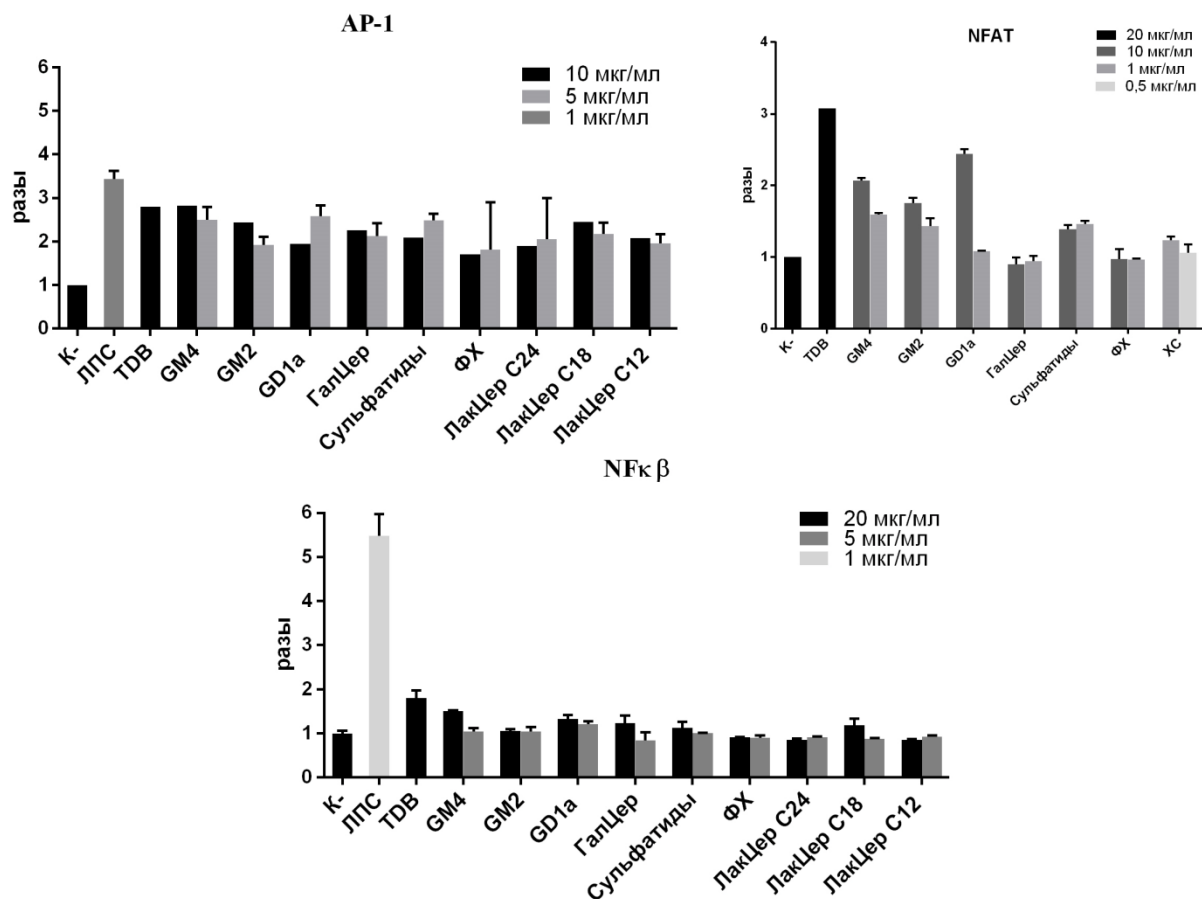 AP-1
6
5
4
3
2
1
0
разы
10 мкг/мл
5 мкг/мл
1 мкг/мл
К-
ЛПС
TDB
GM4
GM2
GD1a
ГалЦер
Сульфатиды
ФХ
ЛакЦер С24
ЛакЦер С18
ЛакЦер С12
NFAT
4
3
2
1
0
разы
20 мкг/мл
10 мкг/мл
1 мкг/мл
0,5 мкг/мл
К-
TDB
GM4
GM2
GD1a
ГалЦер
Сульфатиды
ФХ
ХС
NFκ β
6
5
4
3
2
1
0
разы
20 мкг/мл
5 мкг/мл
1 мкг/мл
К-
ЛПС
TDB
GM4
GM2
GD1a
ГалЦер
Сульфатиды
ФХ
ЛакЦер С24
ЛакЦер С18
ЛакЦер С12